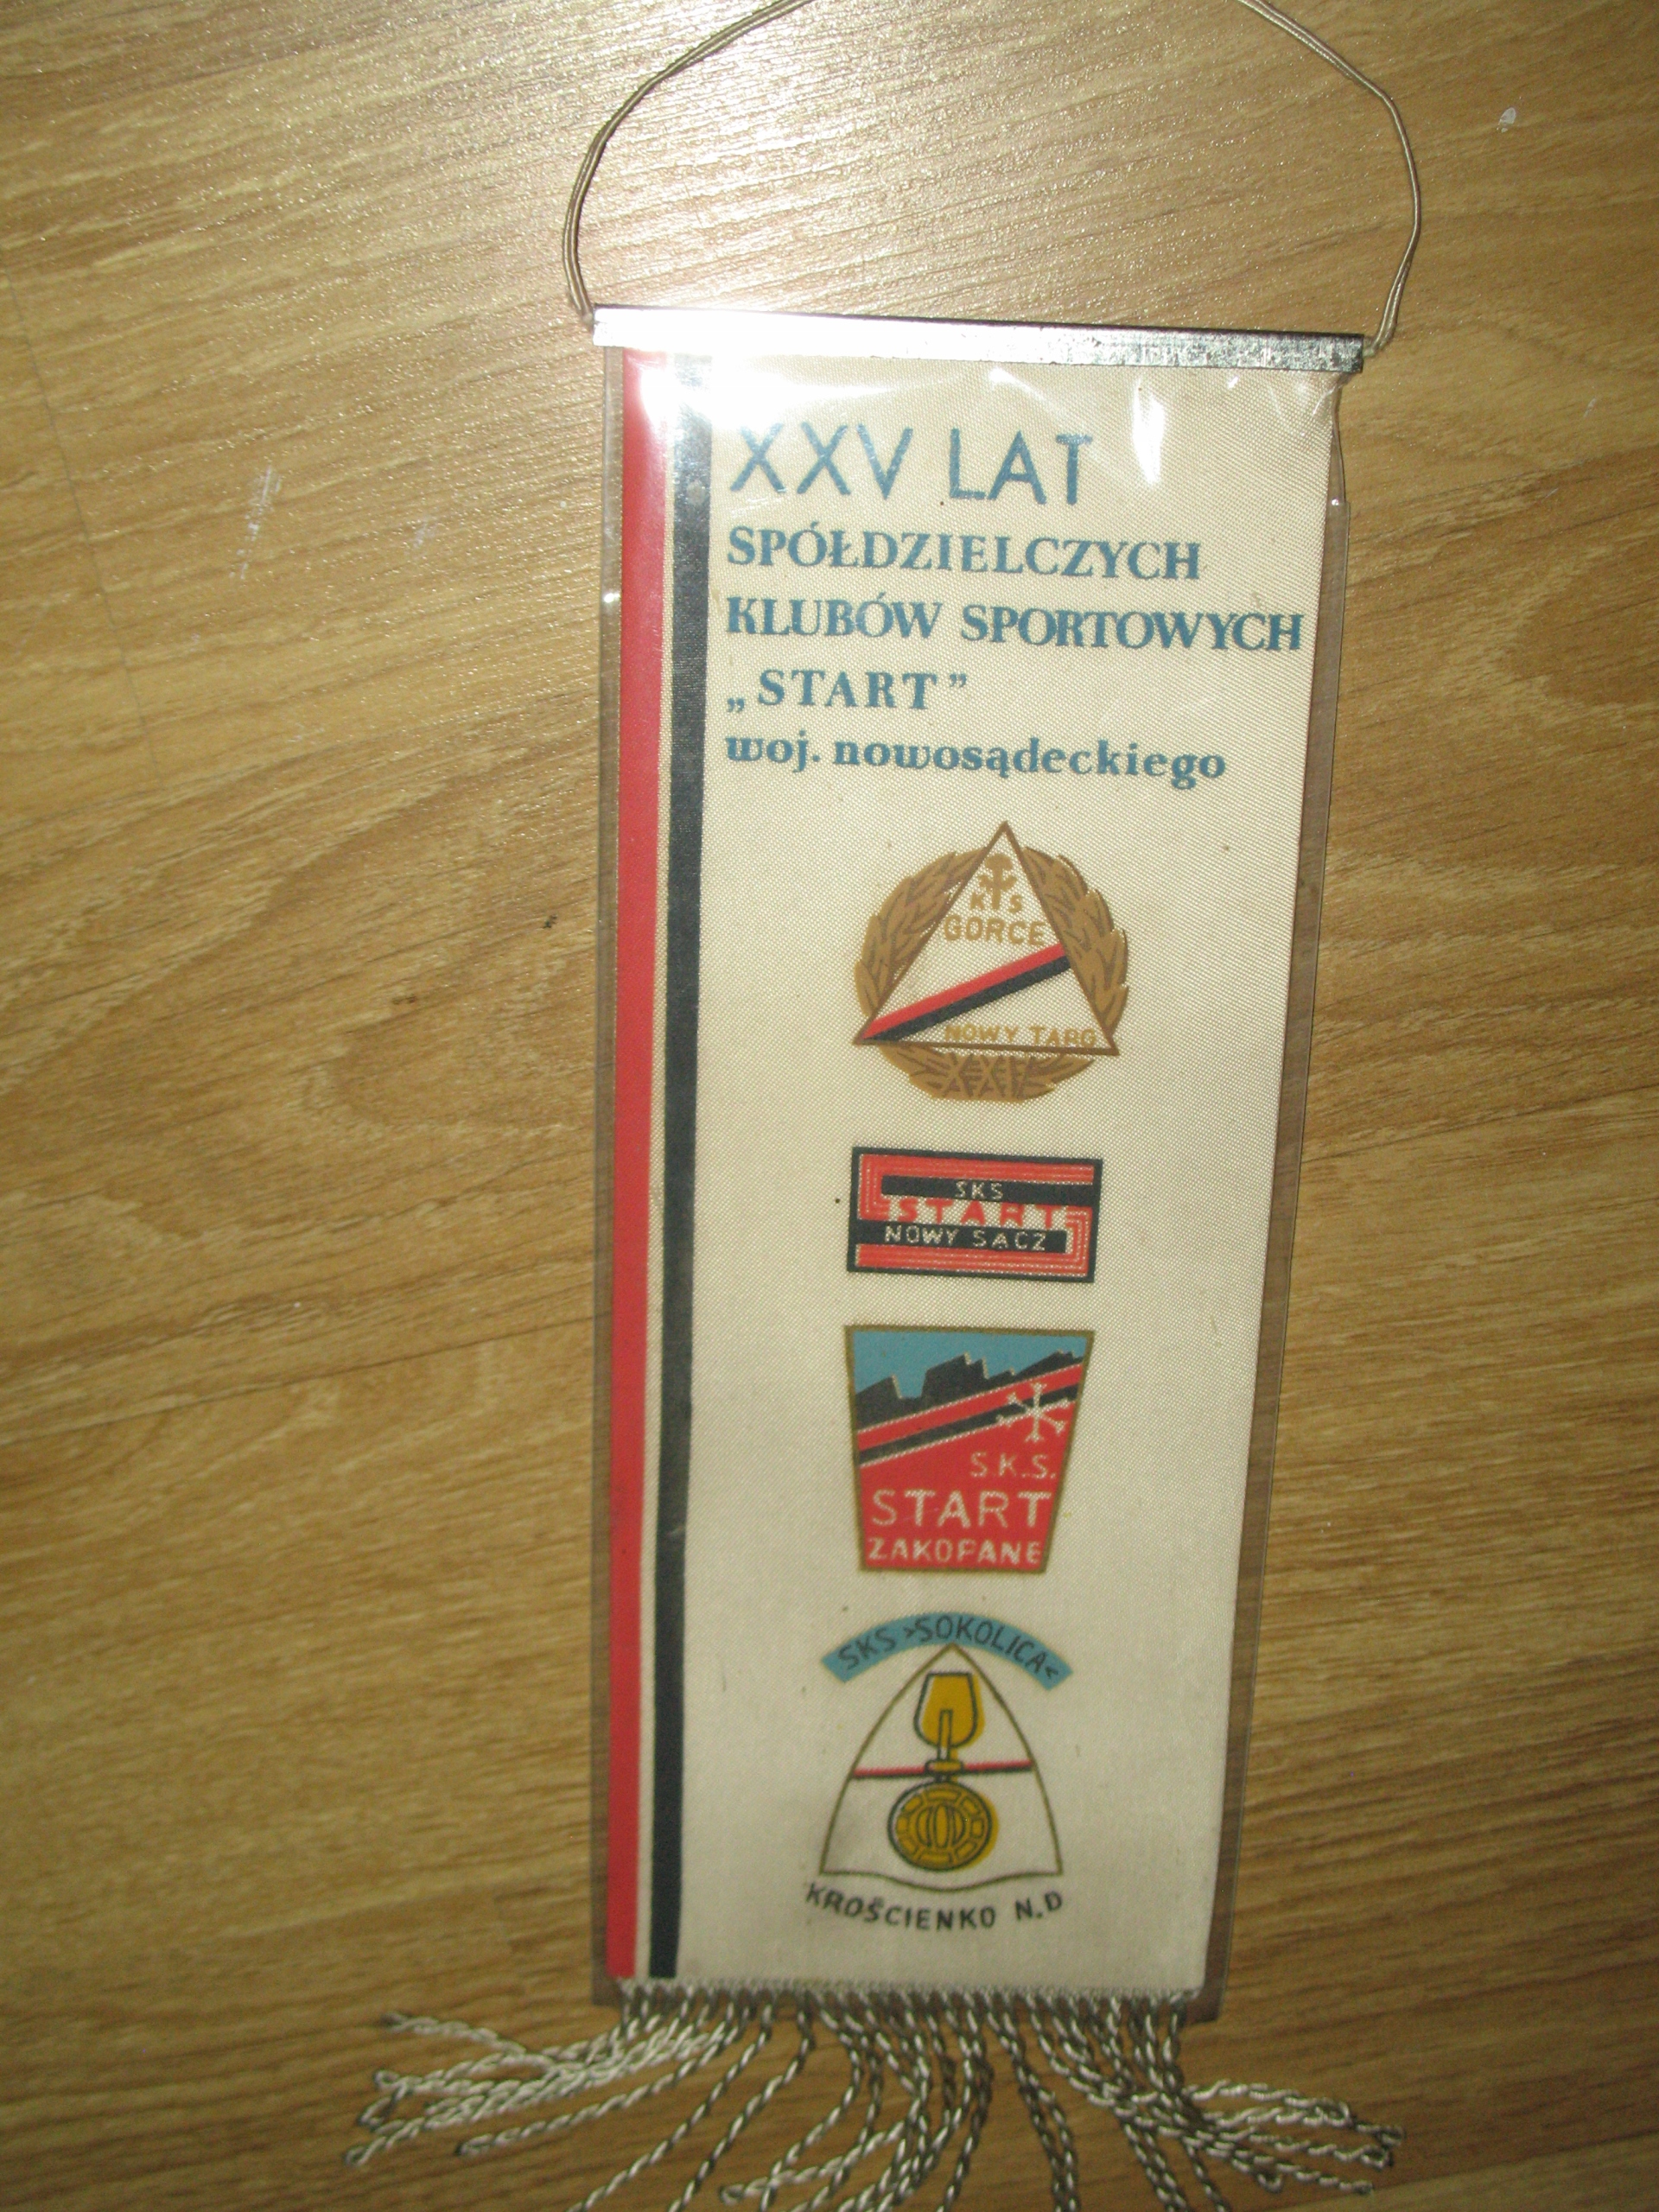 XXV LAT
SPÓŁDZIELCZYCH
KLUBÓW SPORTOWYCH
„START”
woj. nowosądeckiego
K S
GORCE
NOWY TARG
XXV
SKS
START
NOWY SĄCZ
S.K.S.
START
ZAKOPANE
SKS >SOKOLICA<
KROŚCIENKO N.D